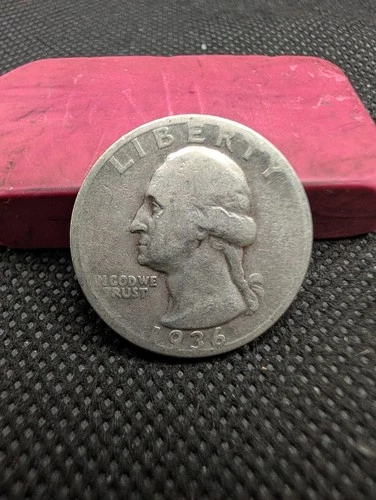 LIBERTY
IN GOD WE
TRUST
1936